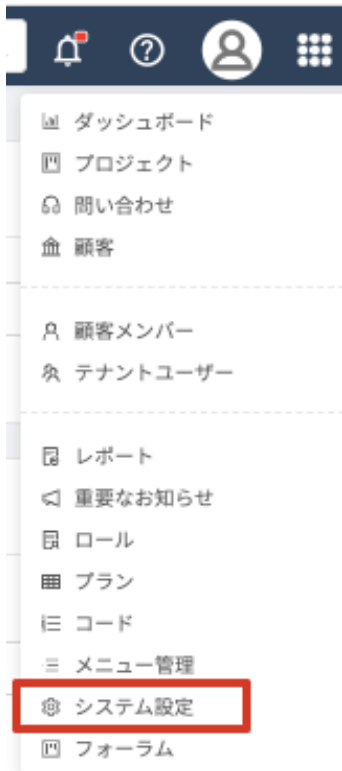 ダッシュボード
プロジェクト
問い合わせ
顧客
顧客メンバー
テナントユーザー
レポート
重要なお知らせ
ロール
プラン
コード
メニュー管理
システム設定
フォーラム